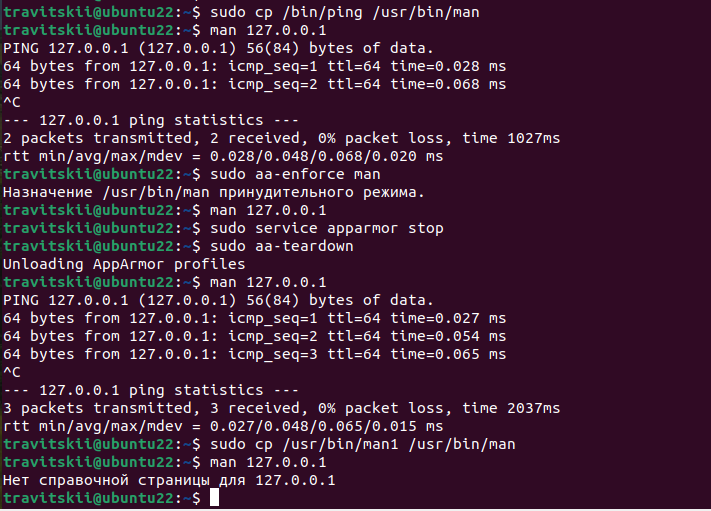 travitskii@ubuntu22:~$ sudo cp /bin/ping /usr/bin/man
travitskii@ubuntu22:~$ man 127.0.0.1
PING 127.0.0.1 (127.0.0.1) 56(84) bytes of data.
64 bytes from 127.0.0.1: icmp_seq=1 ttl=64 time=0.028 ms
64 bytes from 127.0.0.1: icmp_seq=2 ttl=64 time=0.068 ms
^C
--- 127.0.0.1 ping statistics ---
2 packets transmitted, 2 received, 0% packet loss, time 1027ms
rtt min/avg/max/mdev = 0.028/0.048/0.068/0.020 ms
travitskii@ubuntu22:~$ sudo aa-enforce man
Назначение /usr/bin/man принудительного режима.
travitskii@ubuntu22:~$ man 127.0.0.1
travitskii@ubuntu22:~$ sudo service apparmor stop
travitskii@ubuntu22:~$ sudo aa-teardown
Unloading AppArmor profiles
travitskii@ubuntu22:~$ man 127.0.0.1
PING 127.0.0.1 (127.0.0.1) 56(84) bytes of data.
64 bytes from 127.0.0.1: icmp_seq=1 ttl=64 time=0.027 ms
64 bytes from 127.0.0.1: icmp_seq=2 ttl=64 time=0.054 ms
64 bytes from 127.0.0.1: icmp_seq=3 ttl=64 time=0.065 ms
^C
--- 127.0.0.1 ping statistics ---
3 packets transmitted, 3 received, 0% packet loss, time 2037ms
rtt min/avg/max/mdev = 0.027/0.048/0.065/0.015 ms
travitskii@ubuntu22:~$ sudo cp /usr/bin/man1 /usr/bin/man
travitskii@ubuntu22:~$ man 127.0.0.1
Нет справочной страницы для 127.0.0.1
travitskii@ubuntu22:~$